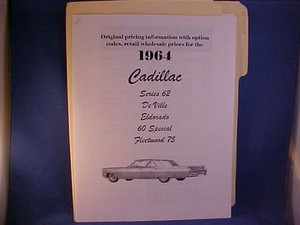 Original pricing information with option
codes, retail/wholesale prices for the
1964
Cadillac
Series 62
De Ville
Eldorado
60 Special
Fleetwood 75